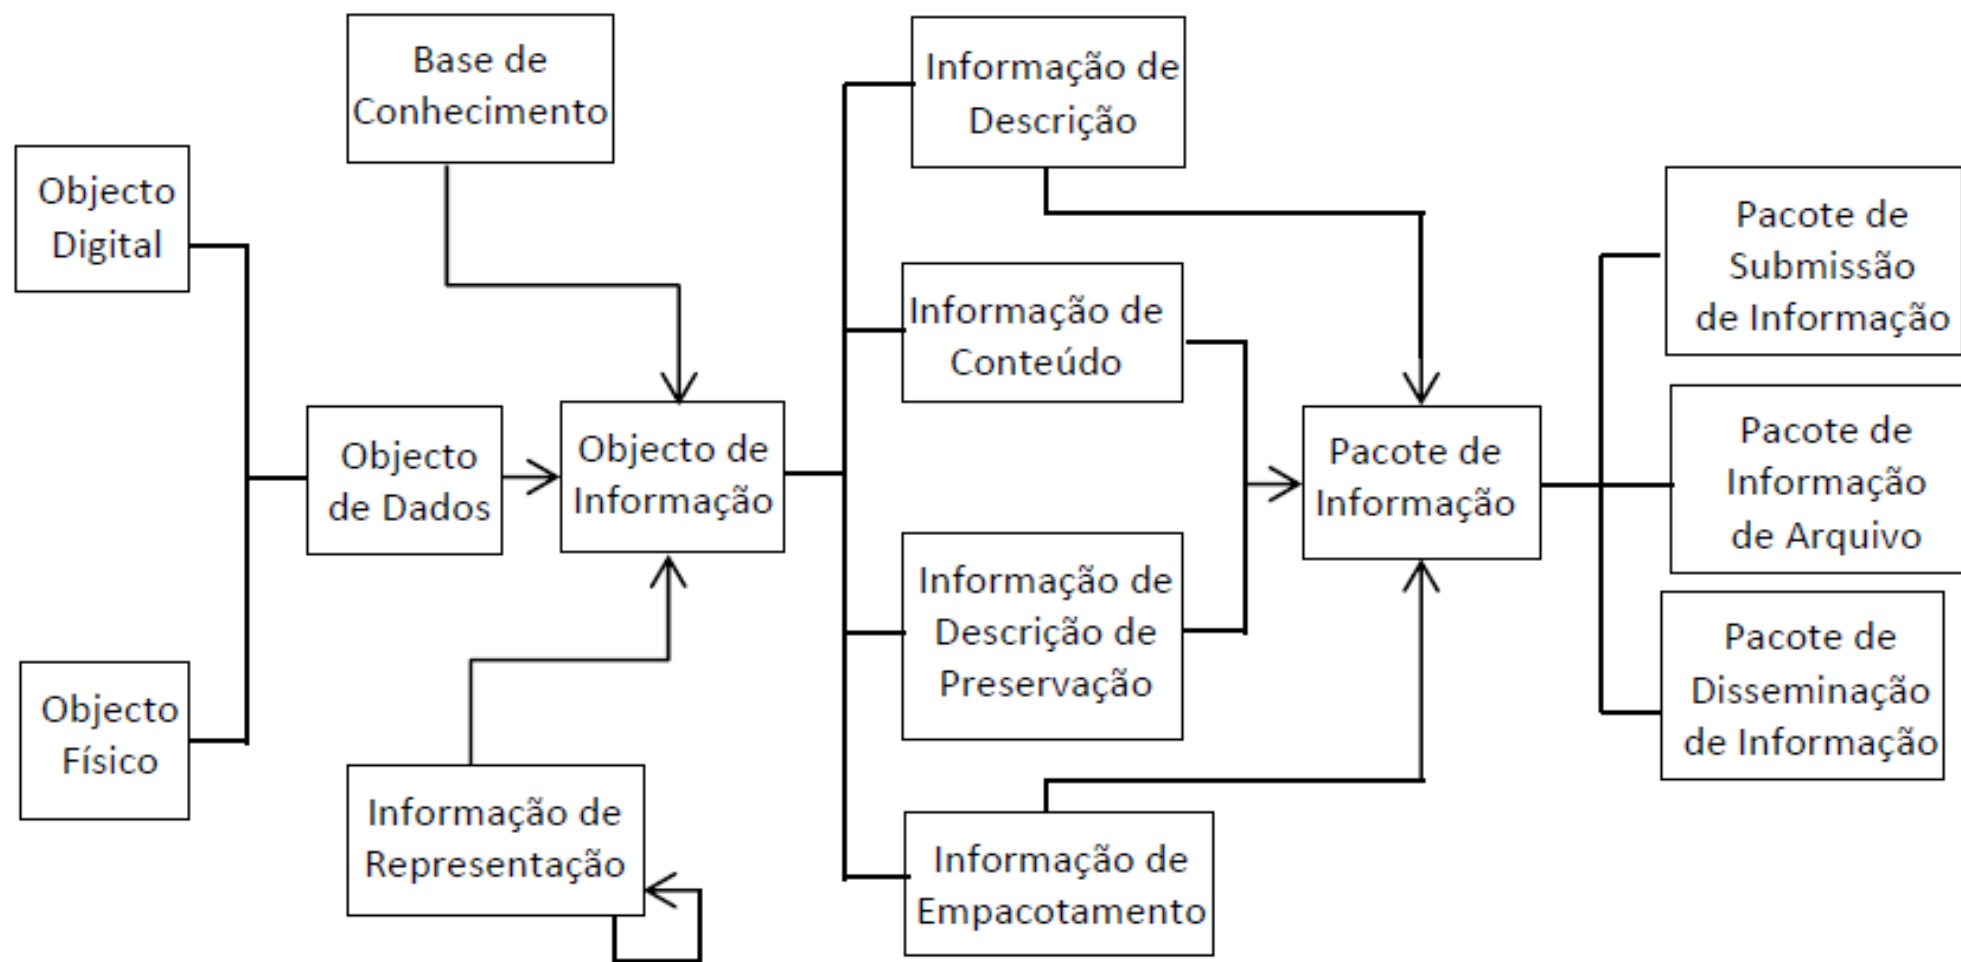 Objecto
Digital
Objecto
Físico
Base de
Conhecimento
Objecto
de Dados
Informação de
Representação
Objecto de
Informação
Informação de
Descrição
Informação de
Conteúdo
Informação de
Descrição de
Preservação
Informação de
Empacotamento
Pacote de
Informação
Pacote de
Submissão
de Informação
Pacote de
Informação
de Arquivo
Pacote de
Disseminação
de Informação